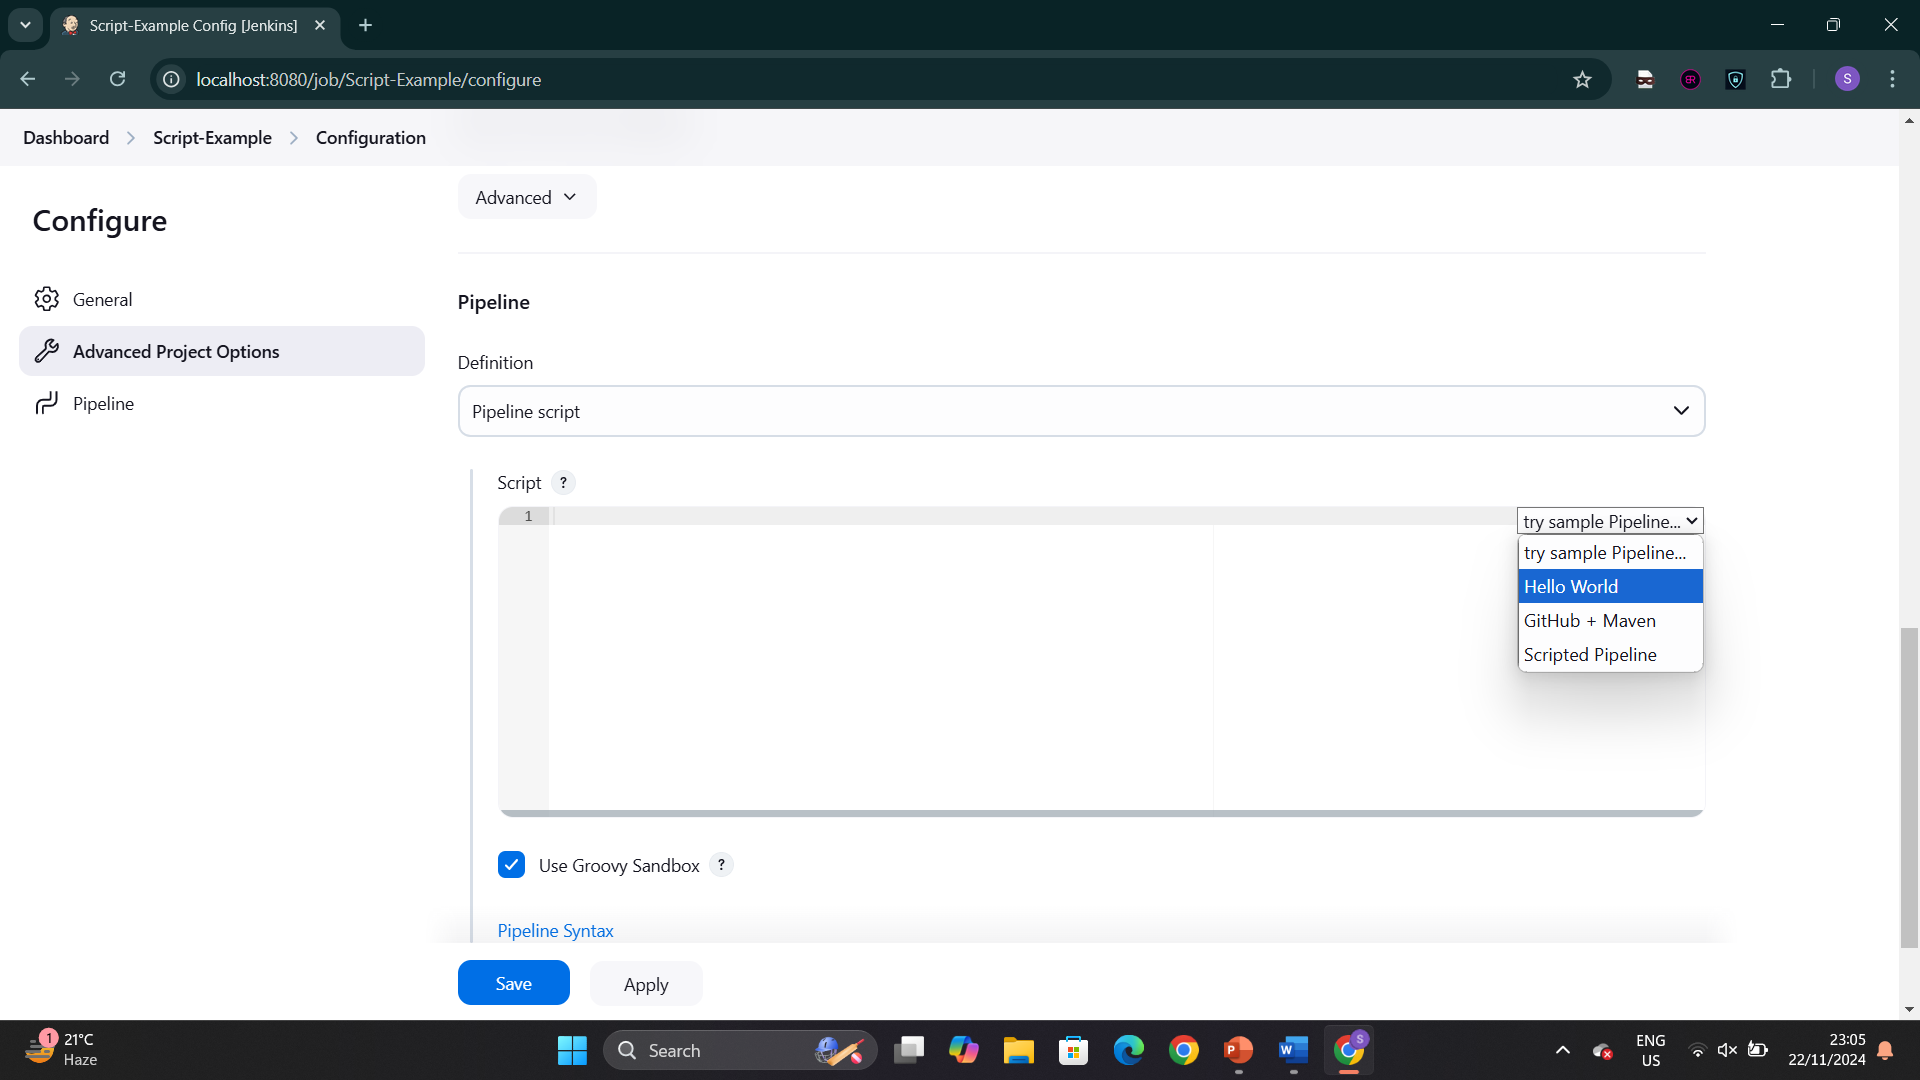 Script-Example Config [Jenkins]
localhost:8080/job/Script-Example/configure
BR
S
Dashboard > Script-Example > Configuration
Configure
General
Advanced Project Options
Pipeline
Advanced
Pipeline
Definition
Pipeline script
Script ?
1
try sample Pipeline...
try sample Pipeline...
Hello World
GitHub + Maven
Scripted Pipeline
Use Groovy Sandbox ?
Pipeline Syntax
Save
Apply
1
21°C
Haze
Search
P
W
S
ENG
US
23:05
22/11/2024